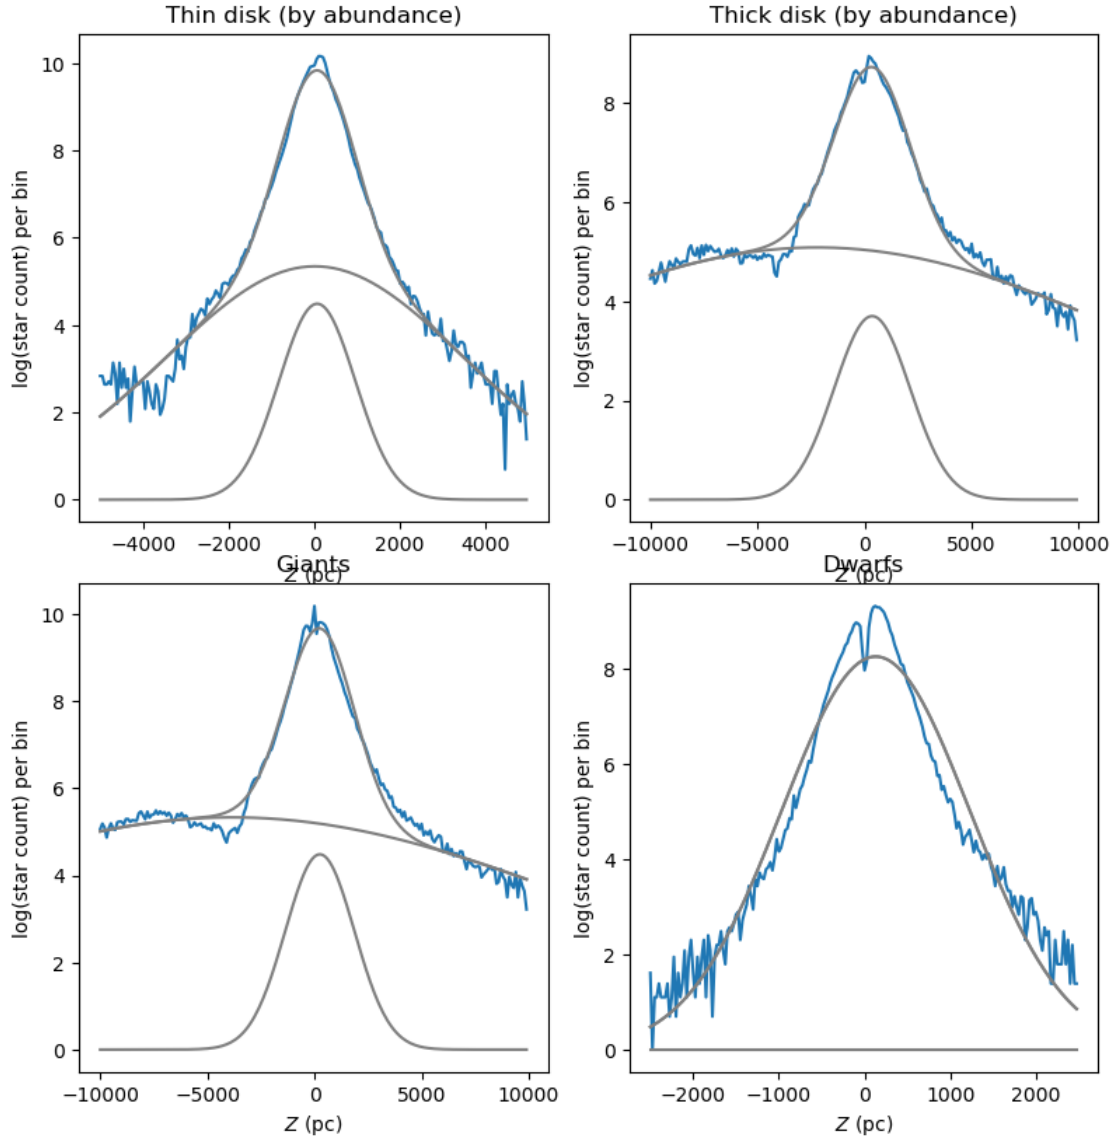 Thin disk (by abundance)
log(star count) per bin
10
8
6
4
2
0
−4000 −2000 0 2000 4000
Z (pc)
Thick disk (by abundance)
log(star count) per bin
8
6
4
2
0
−10000 −5000 0 5000 10000
Z (pc)
Giants
log(star count) per bin
10
8
6
4
2
0
−10000 −5000 0 5000 10000
Z (pc)
Dwarfs
log(star count) per bin
8
6
4
2
0
−2000 −1000 0 1000 2000
Z (pc)